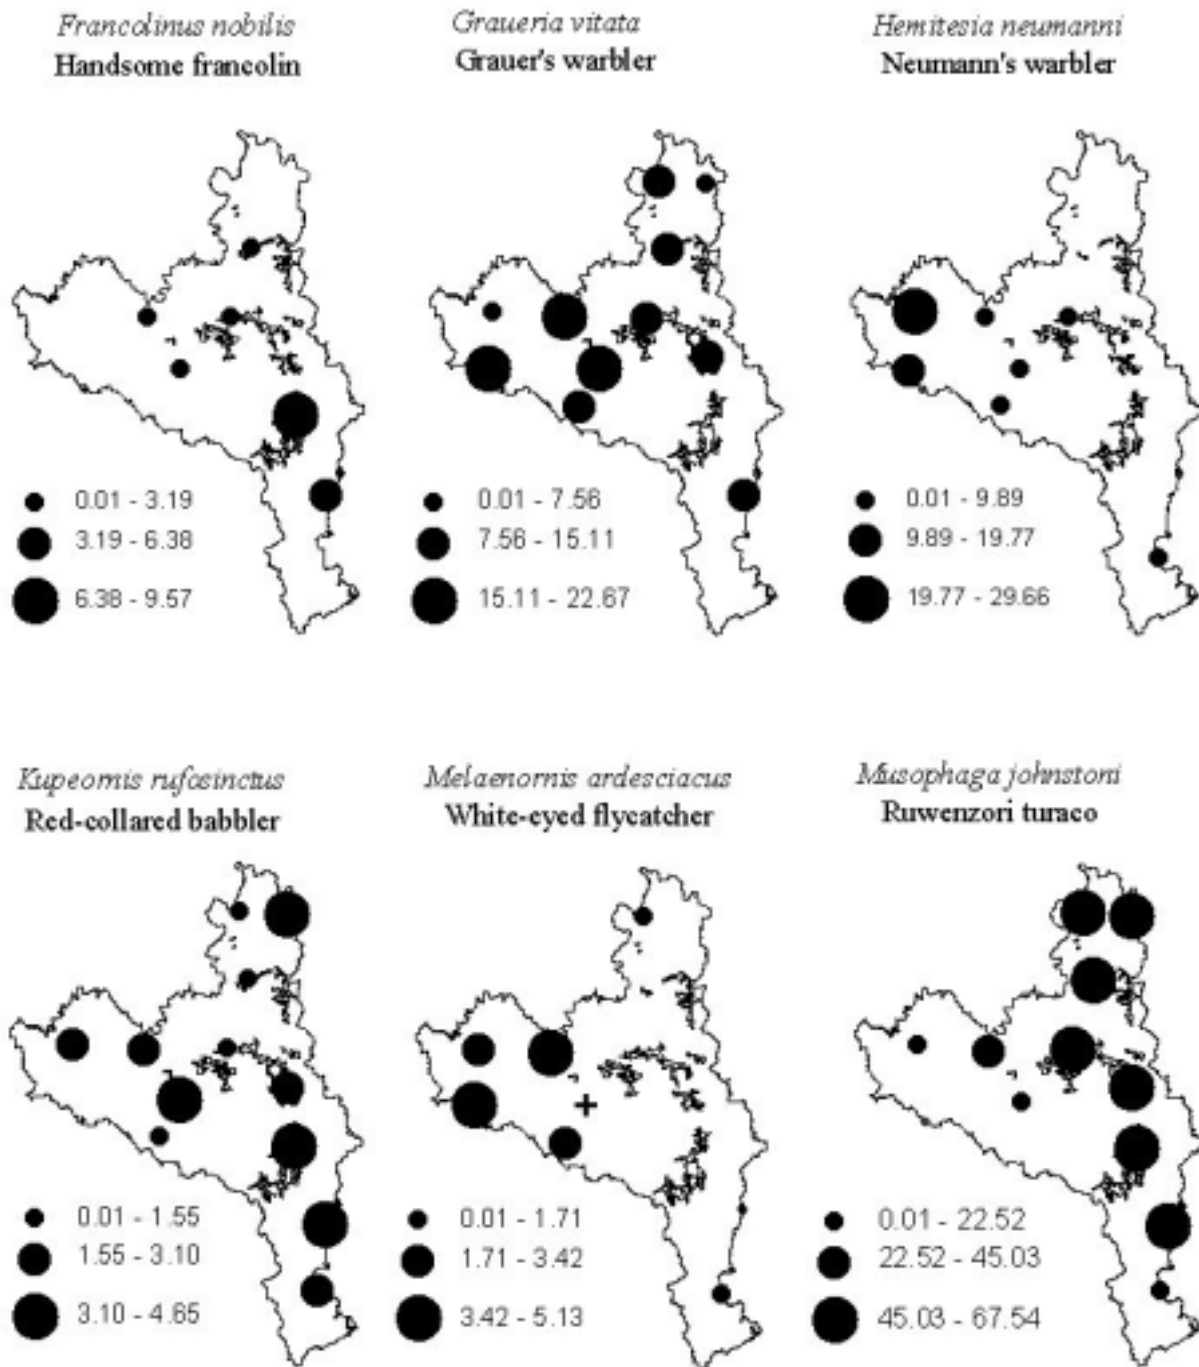 Francolinus nobilis
Handsome francolin
0.01 - 3.19
3.19 - 6.38
6.38 - 9.57
Graueria vitata
Grauer's warbler
0.01 - 7.56
7.56 - 15.11
15.11 - 22.67
Hemitesia neumanni
Neumann's warbler
0.01 - 9.89
9.89 - 19.77
19.77 - 29.66
Kupeornis rufosinctus
Red-collared babbler
0.01 - 1.55
1.55 - 3.10
3.10 - 4.65
Melaenornis ardesciacus
White-eyed flycatcher
0.01 - 1.71
1.71 - 3.42
3.42 - 5.13
Musophaga johnstoni
Ruwenzori turaco
0.01 - 22.52
22.52 - 45.03
45.03 - 67.54